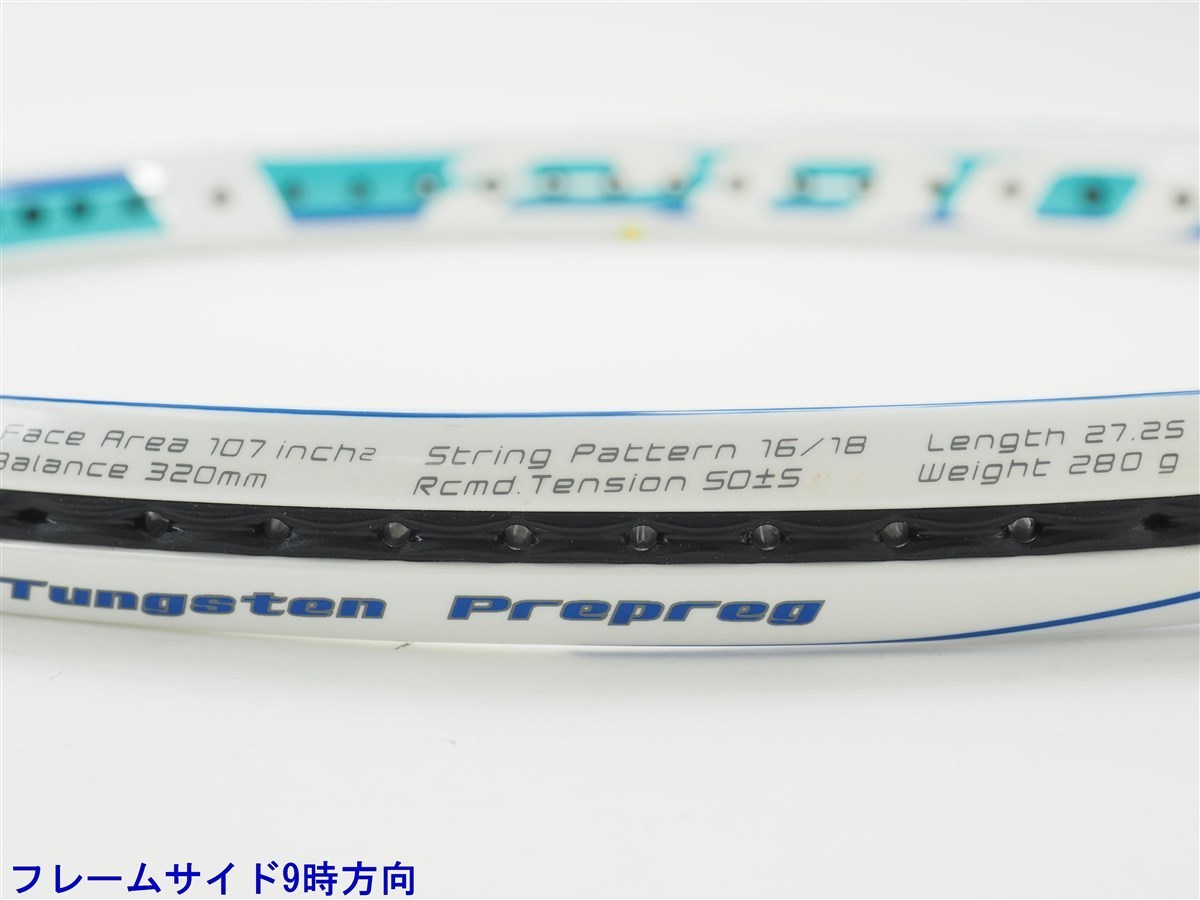 Face Area 107 inch2 String Pattern 16/18 Length 27.25
Balance 320mm Rcmd. Tension 50±5 Weight 280 g
Tungsten Prepreg
フレームサイド9時方向